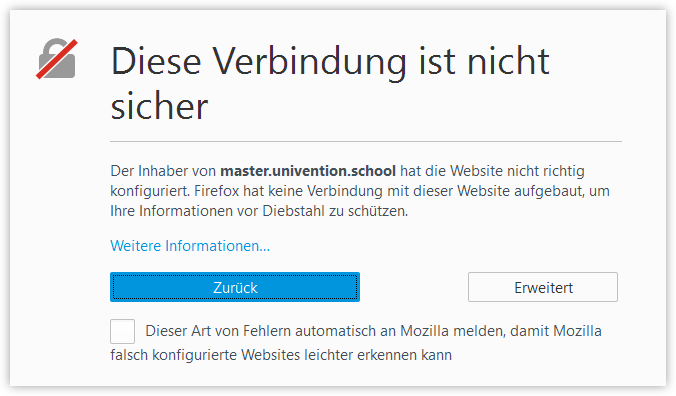 Diese Verbindung ist nicht
sicher
Der Inhaber von master.univention.school hat die Website nicht richtig
konfiguriert. Firefox hat keine Verbindung mit dieser Website aufgebaut, um
Ihre Informationen vor Diebstahl zu schützen.
Weitere Informationen...
Zurück
Erweitert
Dieser Art von Fehlern automatisch an Mozilla melden, damit Mozilla
falsch konfigurierte Websites leichter erkennen kann